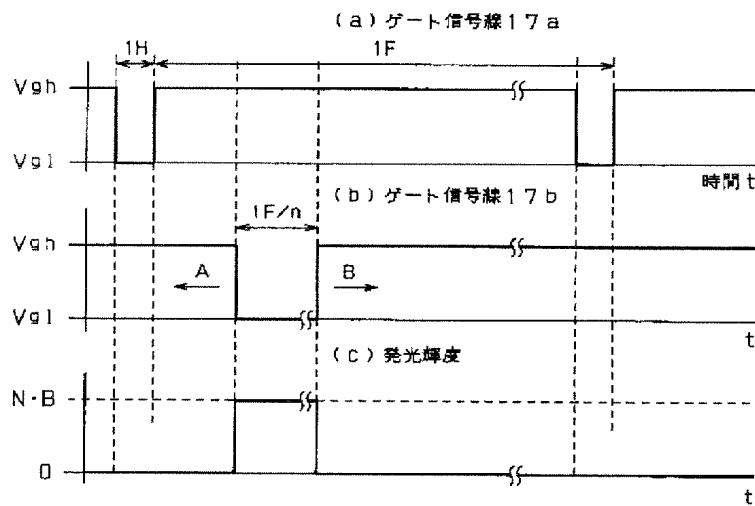 (a)ゲート信号線17a
1H
1F
Vgh
Vgl
時間t
(b)ゲート信号線17b
1F/n
Vgh
A
B
Vgl
t
(c)発光輝度
N·B
0
t